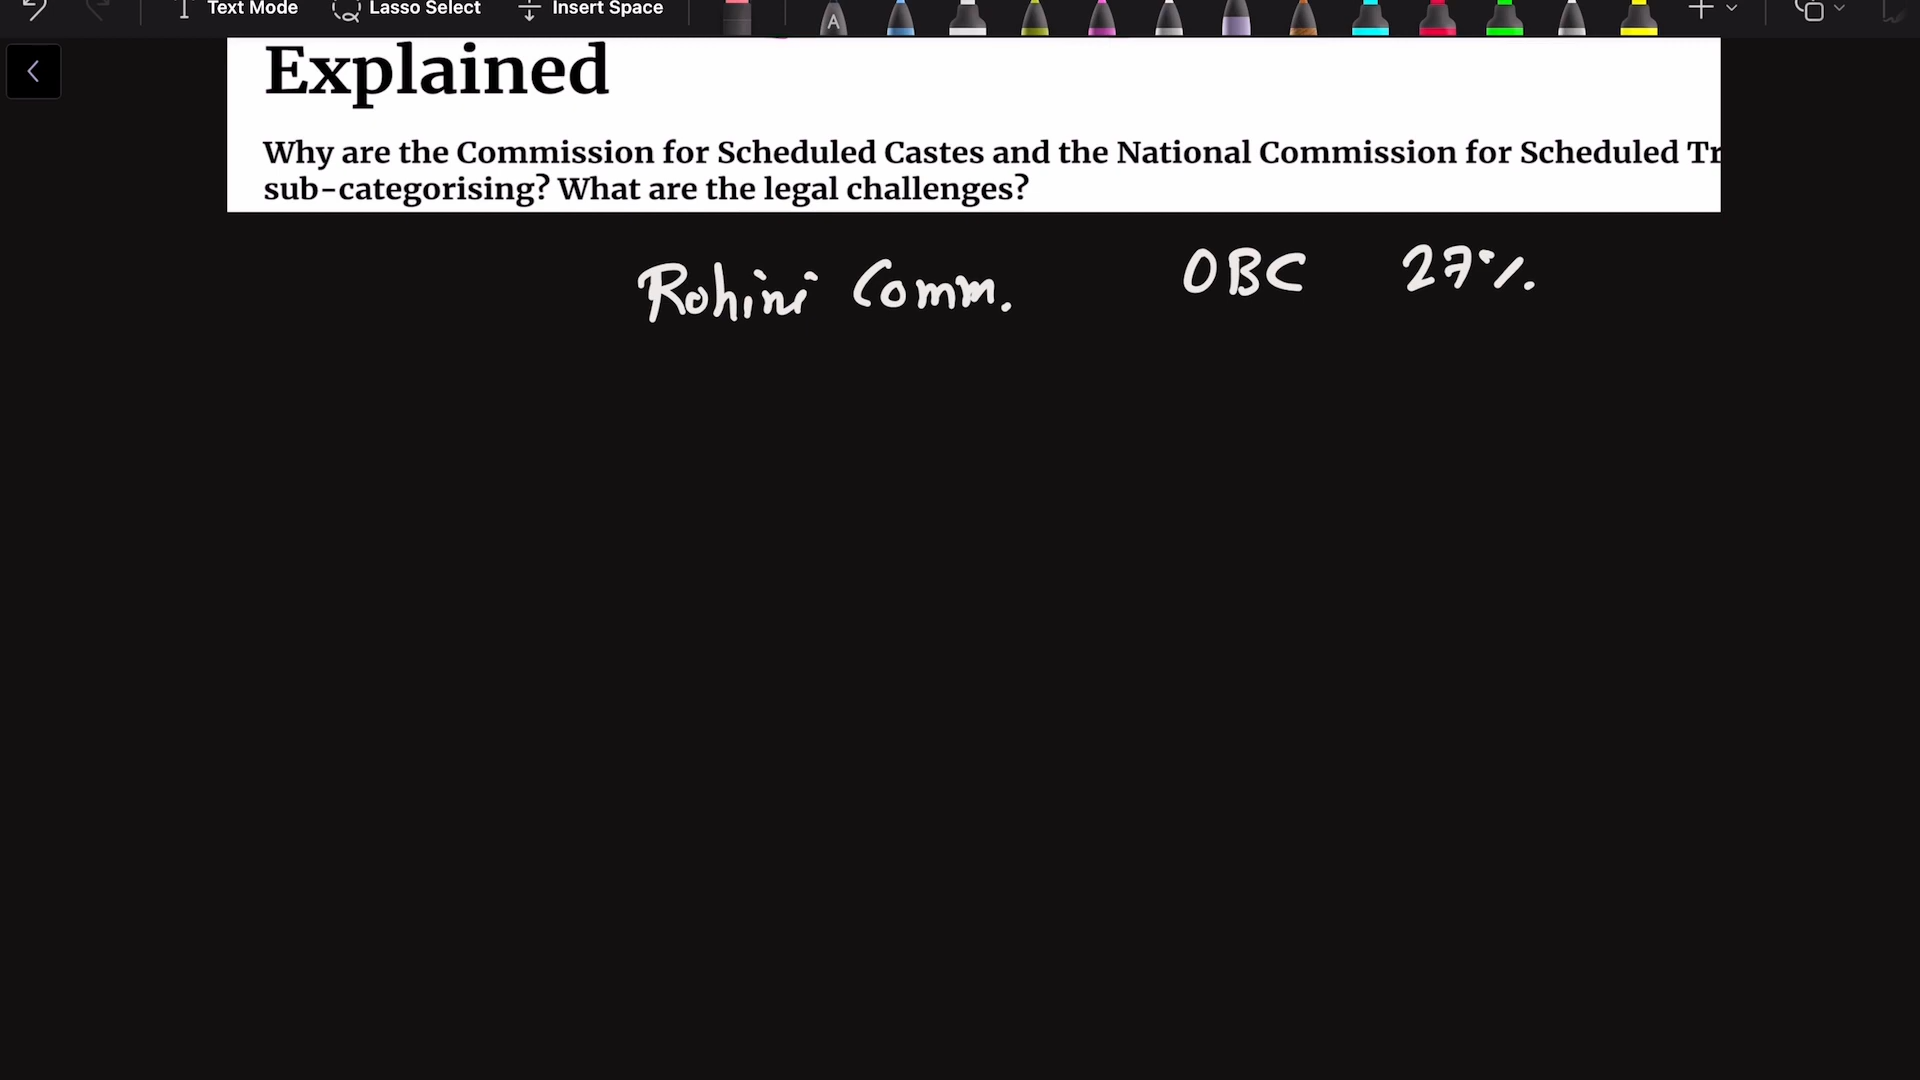 Text Mode Lasso Select Insert Space
A
Explained
Why are the Commission for Scheduled Castes and the National Commission for Scheduled Tr
sub-categorising? What are the legal challenges?
Rohini Comm. OBC 27%.